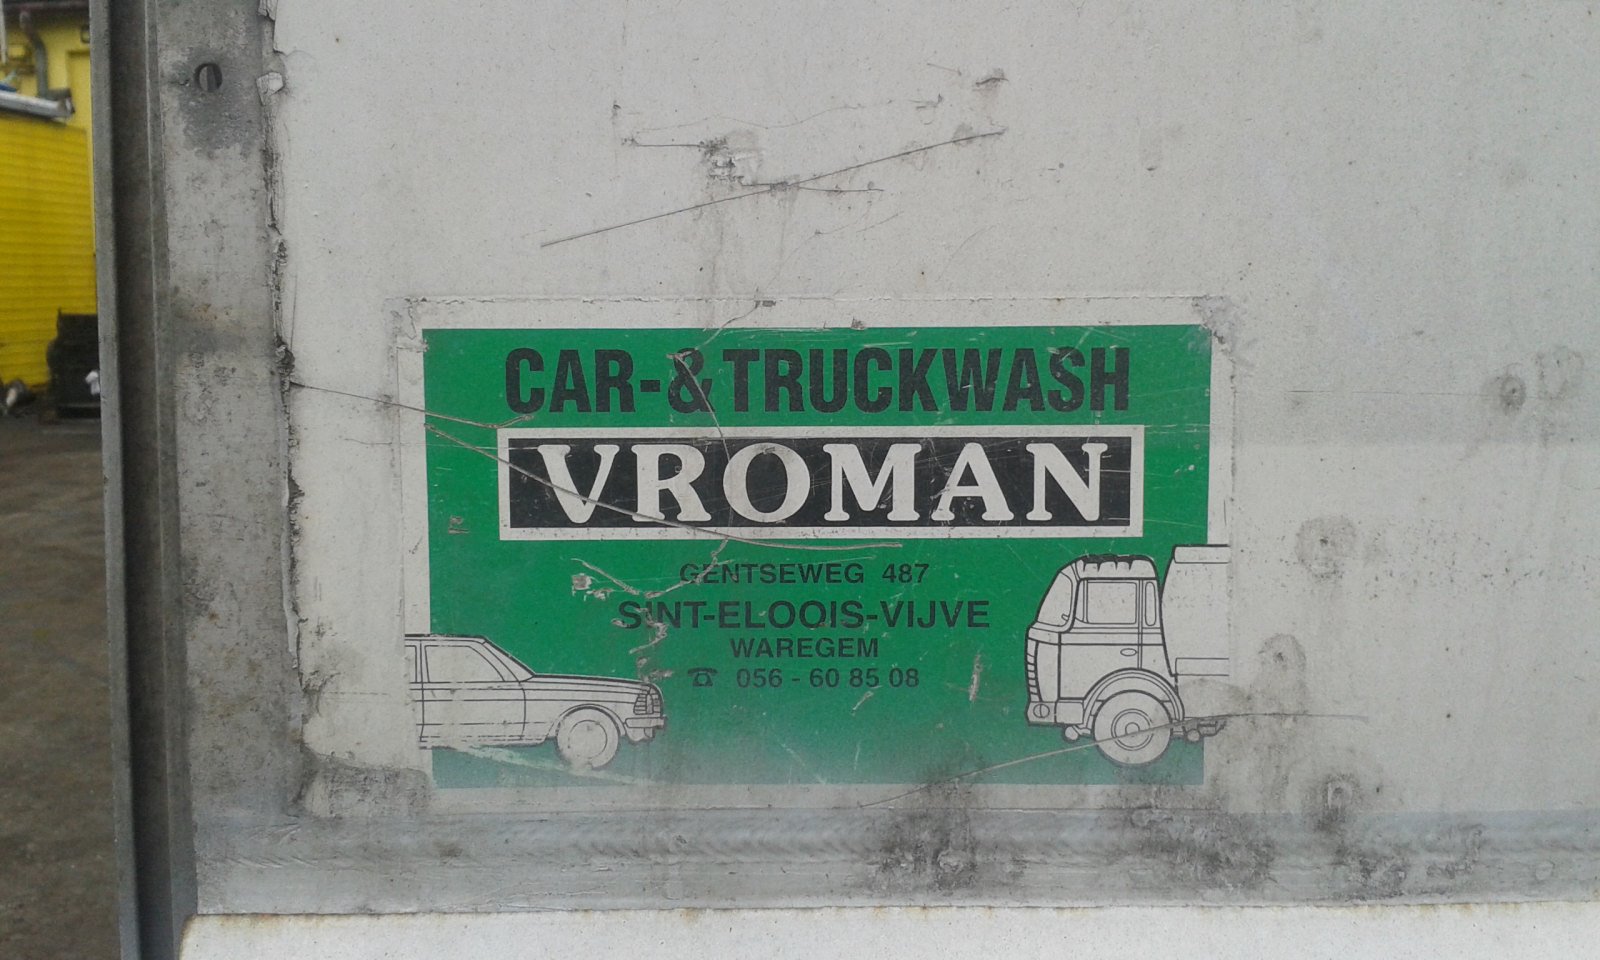 CAR-& TRUCKWASH
VROMAN
GENTSEWEG 487
SINT-ELOOIS-VIJVE
WAREGEM
☎ 056 - 60 85 08